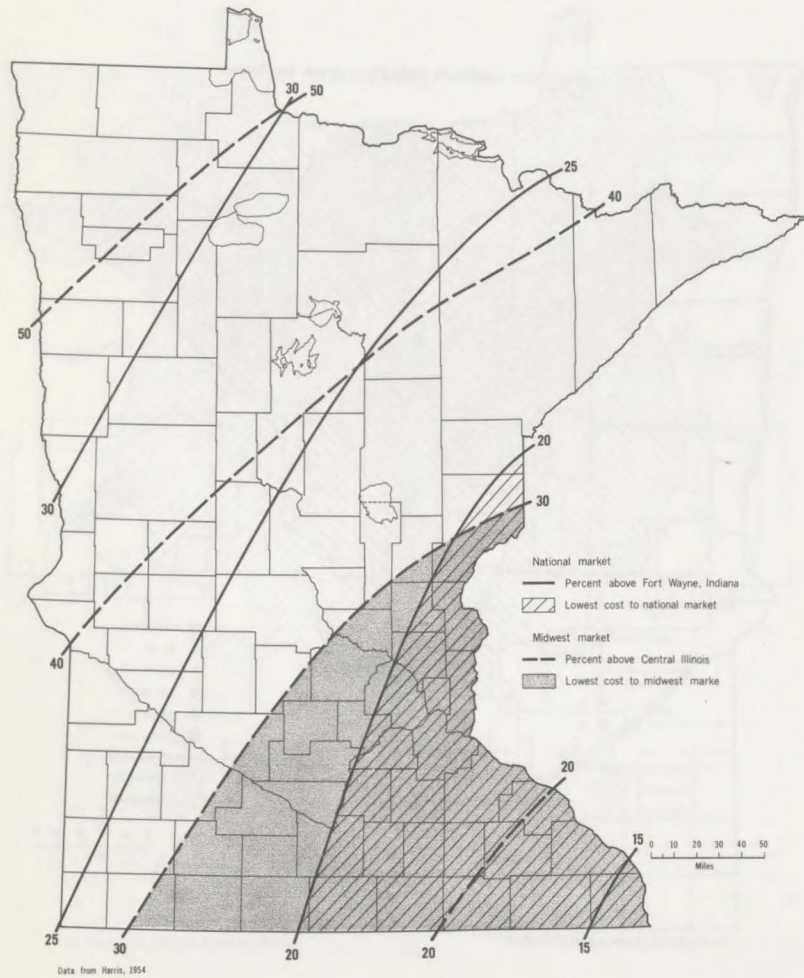 30 50
25
40
50
20
30
30
National market
Percent above Fort Wayne, Indiana
Lowest cost to national market
Midwest market
40
Percent above Central Illinois
Lowest cost to midwest marke
20
15
0 10 20 30 40 50
Miles
25
30
20
20
15
Data from Harris, 1954